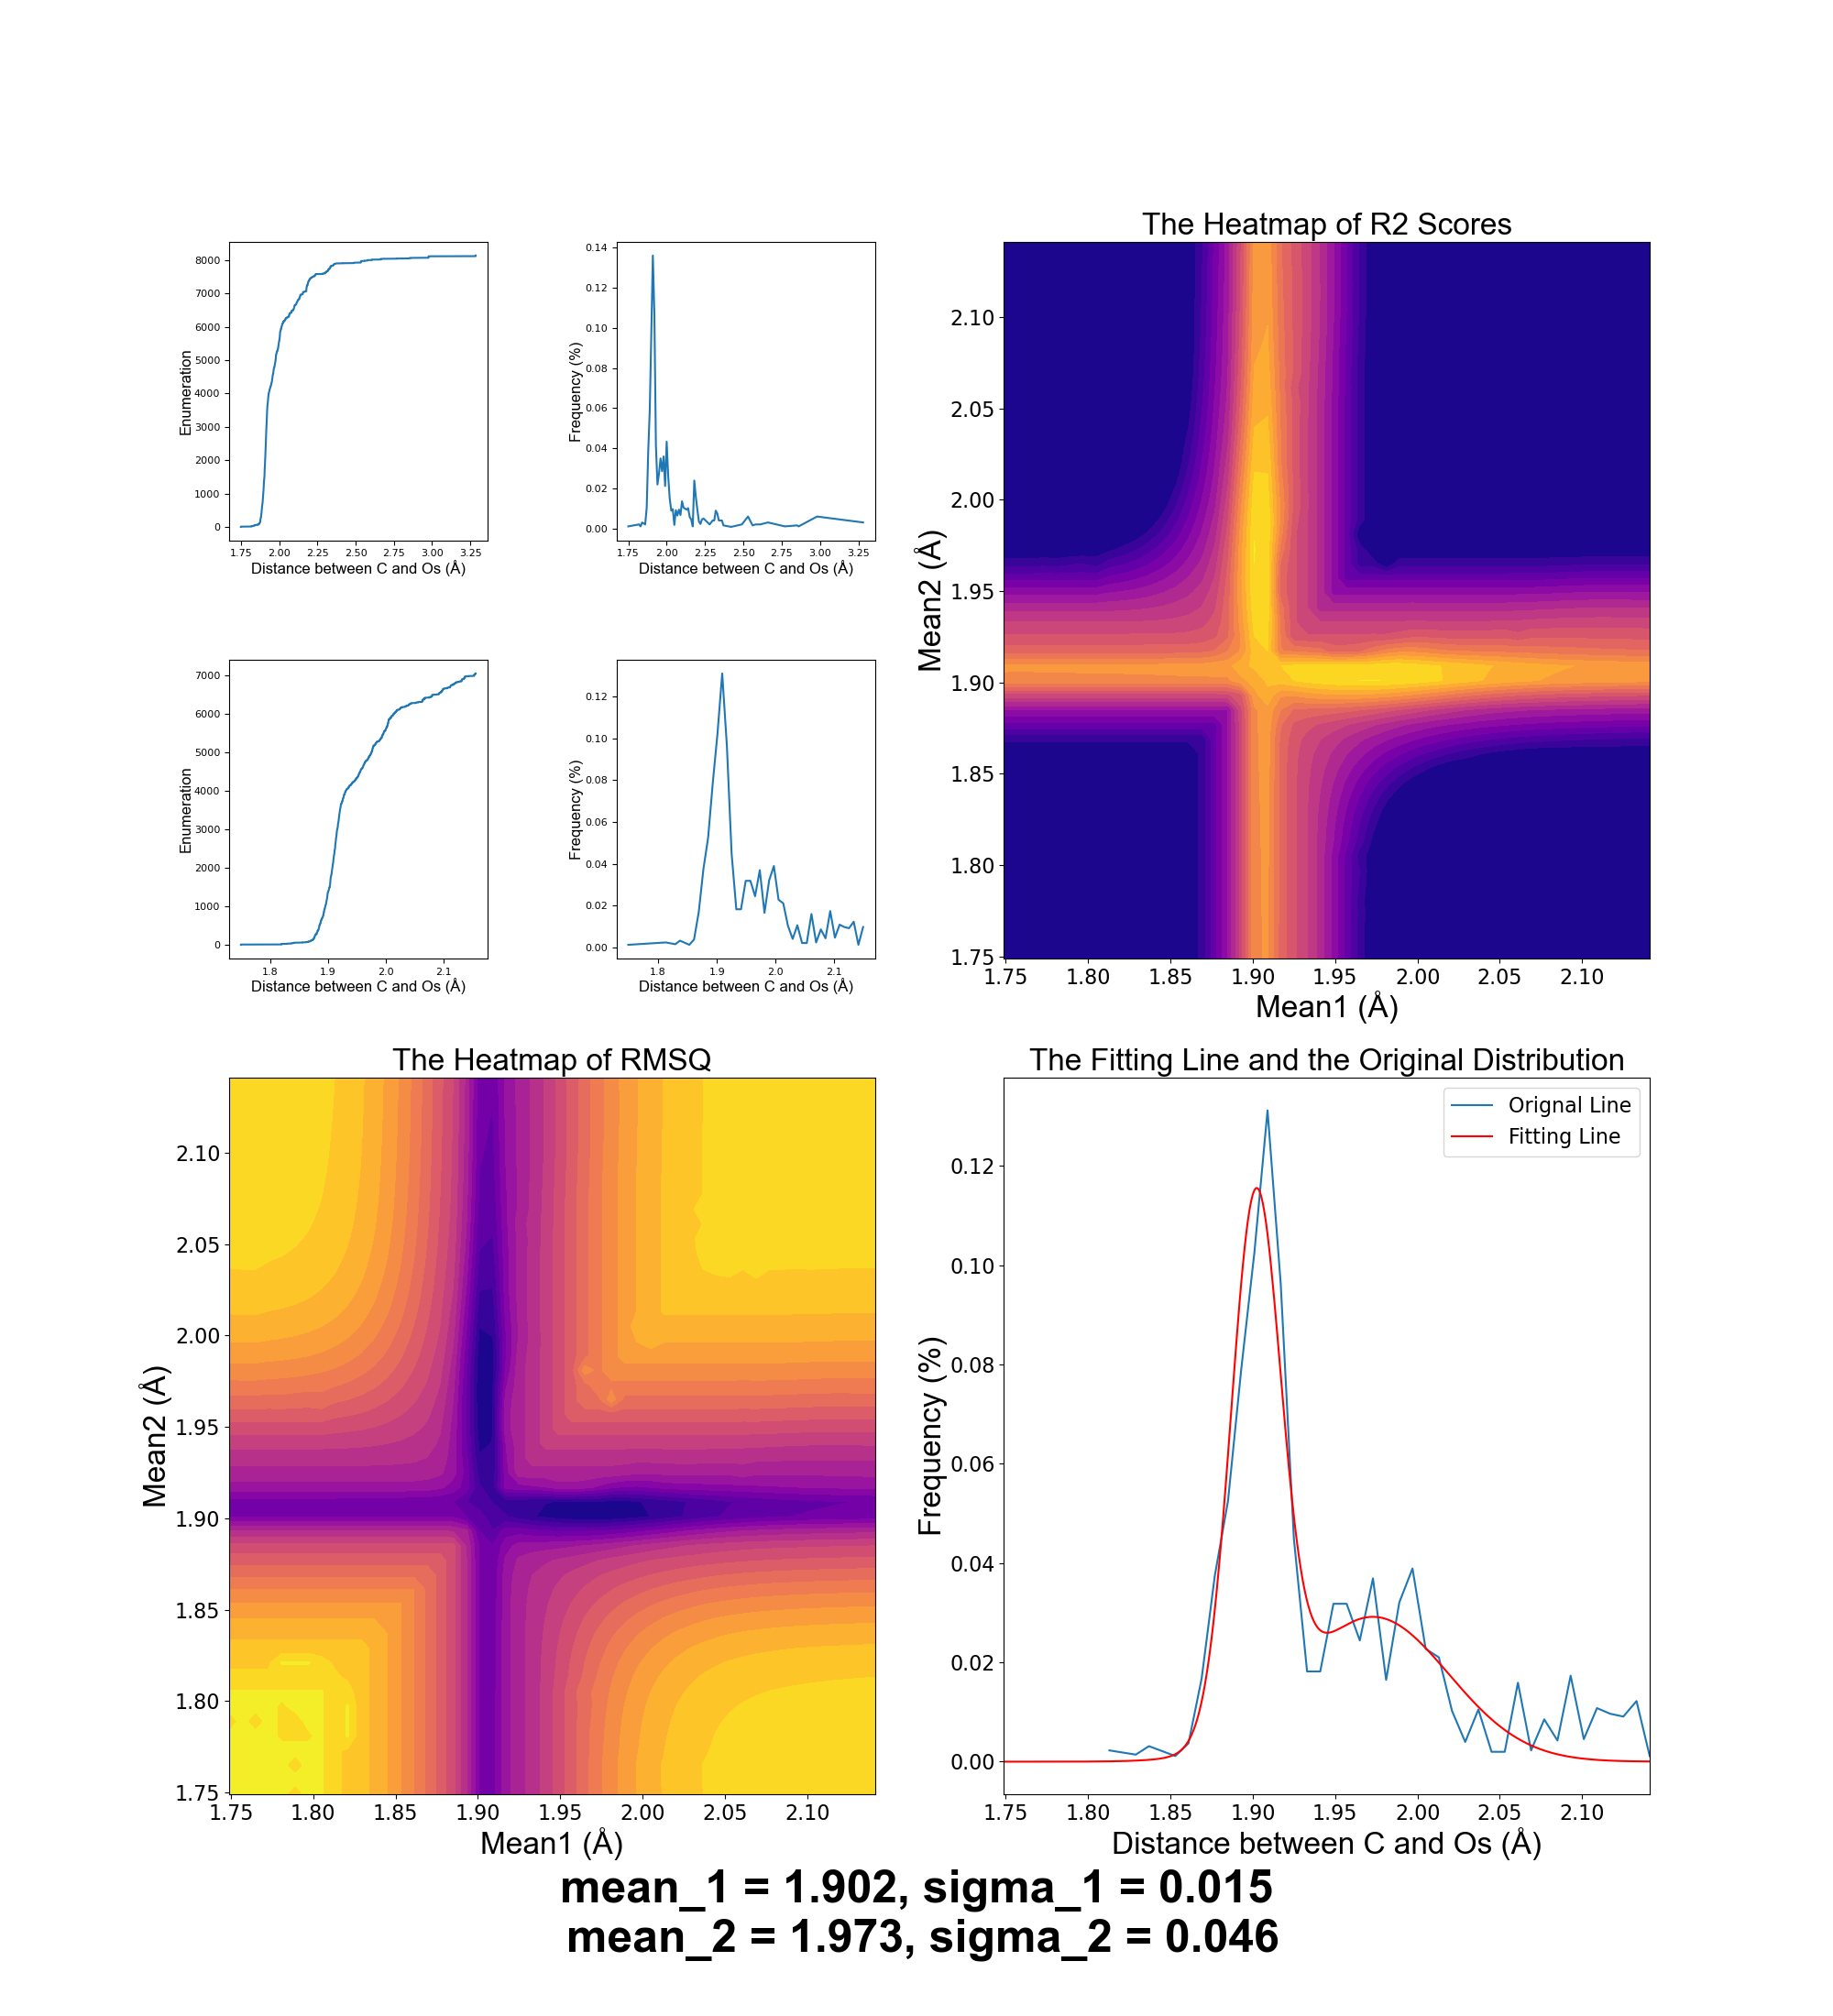 The Heatmap of R2 Scores
8000
7000
6000
5000
4000
3000
2000
1000
0
Enumeration
1.75 2.00 2.25 2.50 2.75 3.00 3.25
Distance between C and Os (Å)
0.14
0.12
0.10
0.08
0.06
0.04
0.02
0.00
Frequency (%)
1.75 2.00 2.25 2.50 2.75 3.00 3.25
Distance between C and Os (Å)
2.10
2.05
2.00
1.95
1.90
1.85
1.80
1.75
Mean2 (Å)
1.75 1.80 1.85 1.90 1.95 2.00 2.05 2.10
Mean1 (Å)
7000
6000
5000
4000
3000
2000
1000
0
Enumeration
1.8 1.9 2.0 2.1
Distance between C and Os (Å)
0.12
0.10
0.08
0.06
0.04
0.02
0.00
Frequency (%)
1.8 1.9 2.0 2.1
Distance between C and Os (Å)
The Heatmap of RMSQ
2.10
2.05
2.00
1.95
1.90
1.85
1.80
1.75
Mean2 (Å)
1.75 1.80 1.85 1.90 1.95 2.00 2.05 2.10
Mean1 (Å)
The Fitting Line and the Original Distribution
Orignal Line
Fitting Line
0.12
0.10
0.08
0.06
0.04
0.02
0.00
Frequency (%)
1.75 1.80 1.85 1.90 1.95 2.00 2.05 2.10
Distance between C and Os (Å)
mean_1 = 1.902, sigma_1 = 0.015
mean_2 = 1.973, sigma_2 = 0.046